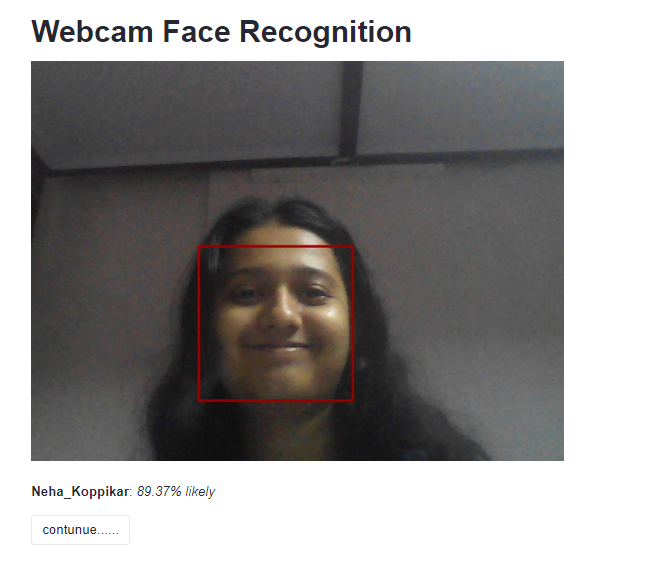 Webcam Face Recognition
Neha_Koppikar: 89.37% likely
contunue......